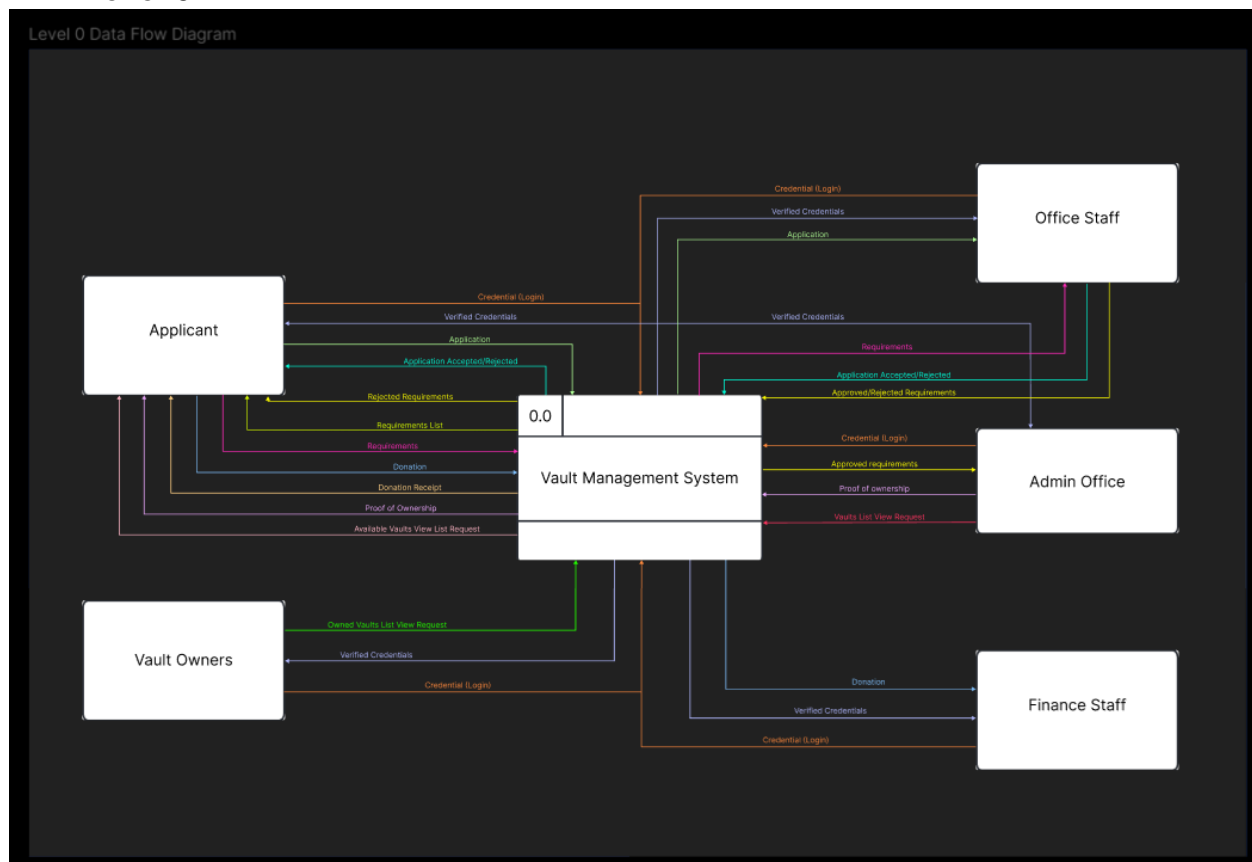 Level 0 Data Flow Diagram
Credential (Login)
Verified Credentials
Application
Office Staff
Applicant
Credential (Login)
Verified Credentials
Verified Credentials
Application
Application Accepted/Rejected
Requirements
Application Accepted/Rejected
Approved/Rejected Requirements
Rejected Requirements
Requirements List
Requirements
Donation
Donation Receipt
Proof of Ownership
Available Vaults View List Request
0.0
Vault Management System
Credential (Login)
Approved requirements
Proof of ownership
Vaults List View Request
Admin Office
Vault Owners
Owned Vaults List View Request
Verified Credentials
Credential (Login)
Donation
Verified Credentials
Credential (Login)
Finance Staff